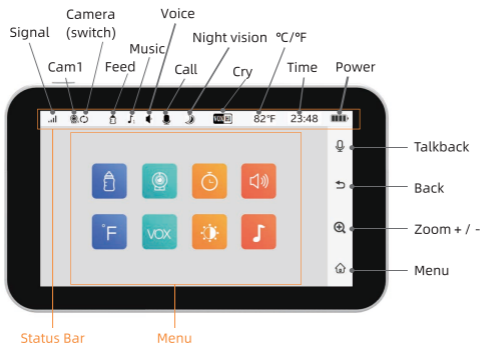 Camera
Voice
Signal
(switch)
Night vision
°C/°F
Music
Cam1
Feed
Call
Cry
Time
Power
82°F
23:48
Talkback
Back
°F
VOX
Zoom + / -
Menu
Status Bar
Menu